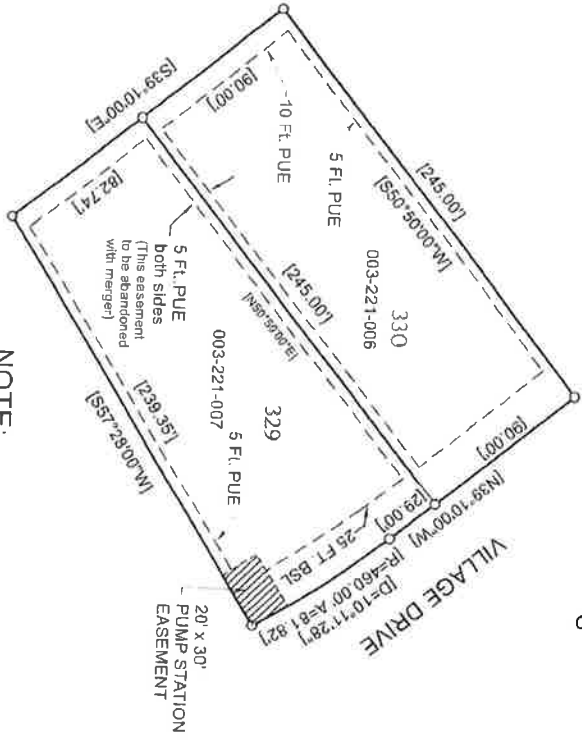 [245.00']
[S50°50'00"W]
[90.00']
10 Ft. PUE
5 Ft. PUE
003-221-006
330
[90.00']
[S39°10'00"E]
[245.00']
[N50°50'00"E]
[N39°10'00"W]
VILLAGE DRIVE
[82.74']
5 Ft. PUE
both sides
(This easement
to be abandoned
with merger)
329
003-221-007
5 Ft. PUE
[29.00']
25 FT BSL
[D=10°11'28"]
[R=460.00' A=81.82']
[239.35']
[S57°28'00"W]
20' x 30'
PUMP STATION
EASEMENT
NOTE: